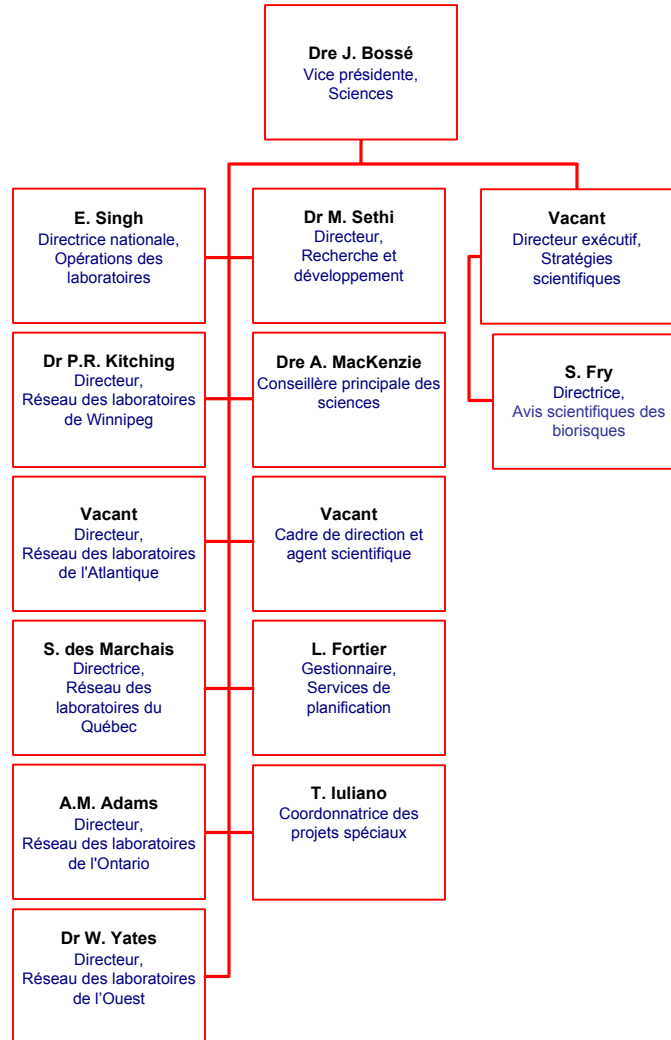 Dre J. Bossé
Vice présidente,
Sciences
E. Singh
Directrice nationale,
Opérations des
laboratoires
Dr M. Sethi
Directeur,
Recherche et
développement
Vacant
Directeur exécutif,
Stratégies
scientifiques
Dr P.R. Kitching
Directeur,
Réseau des laboratoires
de Winnipeg
Dre A. MacKenzie
Conseillère principale des
sciences
S. Fry
Directrice,
Avis scientifiques des
biorisques
Vacant
Directeur,
Réseau des laboratoires
de l'Atlantique
Vacant
Cadre de direction et
agent scientifique
S. des Marchais
Directrice,
Réseau des
laboratoires du
Québec
L. Fortier
Gestionnaire,
Services de
planification
A.M. Adams
Directeur,
Réseau des laboratoires
de l'Ontario
T. Iuliano
Coordonnatrice des
projets spéciaux
Dr W. Yates
Directeur,
Réseau des laboratoires
de l’Ouest